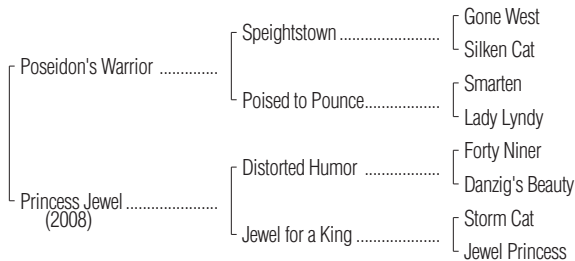 Gone West
Speightstown ..................
Silken Cat
Poseidon's Warrior ..............
Smarten
Poised to Pounce..................
Lady Lyndy
Forty Niner
Distorted Humor ..................
Danzig's Beauty
Princess Jewel ......................
(2008)
Storm Cat
Jewel for a King ....................
Jewel Princess